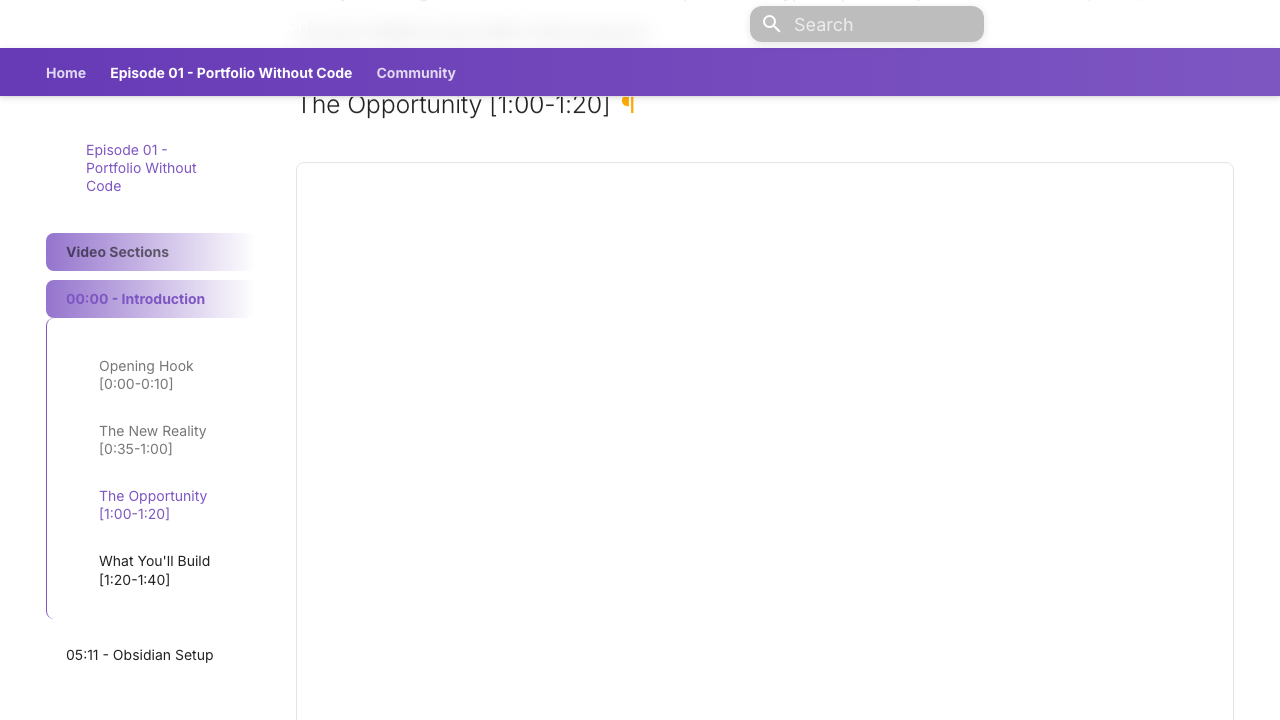 Search
Home
Episode 01 - Portfolio Without Code
Community
The Opportunity [1:00-1:20] ¶
Episode 01 -
Portfolio Without
Code
Video Sections
00:00 - Introduction
Opening Hook
[0:00-0:10]
The New Reality
[0:35-1:00]
The Opportunity
[1:00-1:20]
What You'll Build
[1:20-1:40]
05:11 - Obsidian Setup